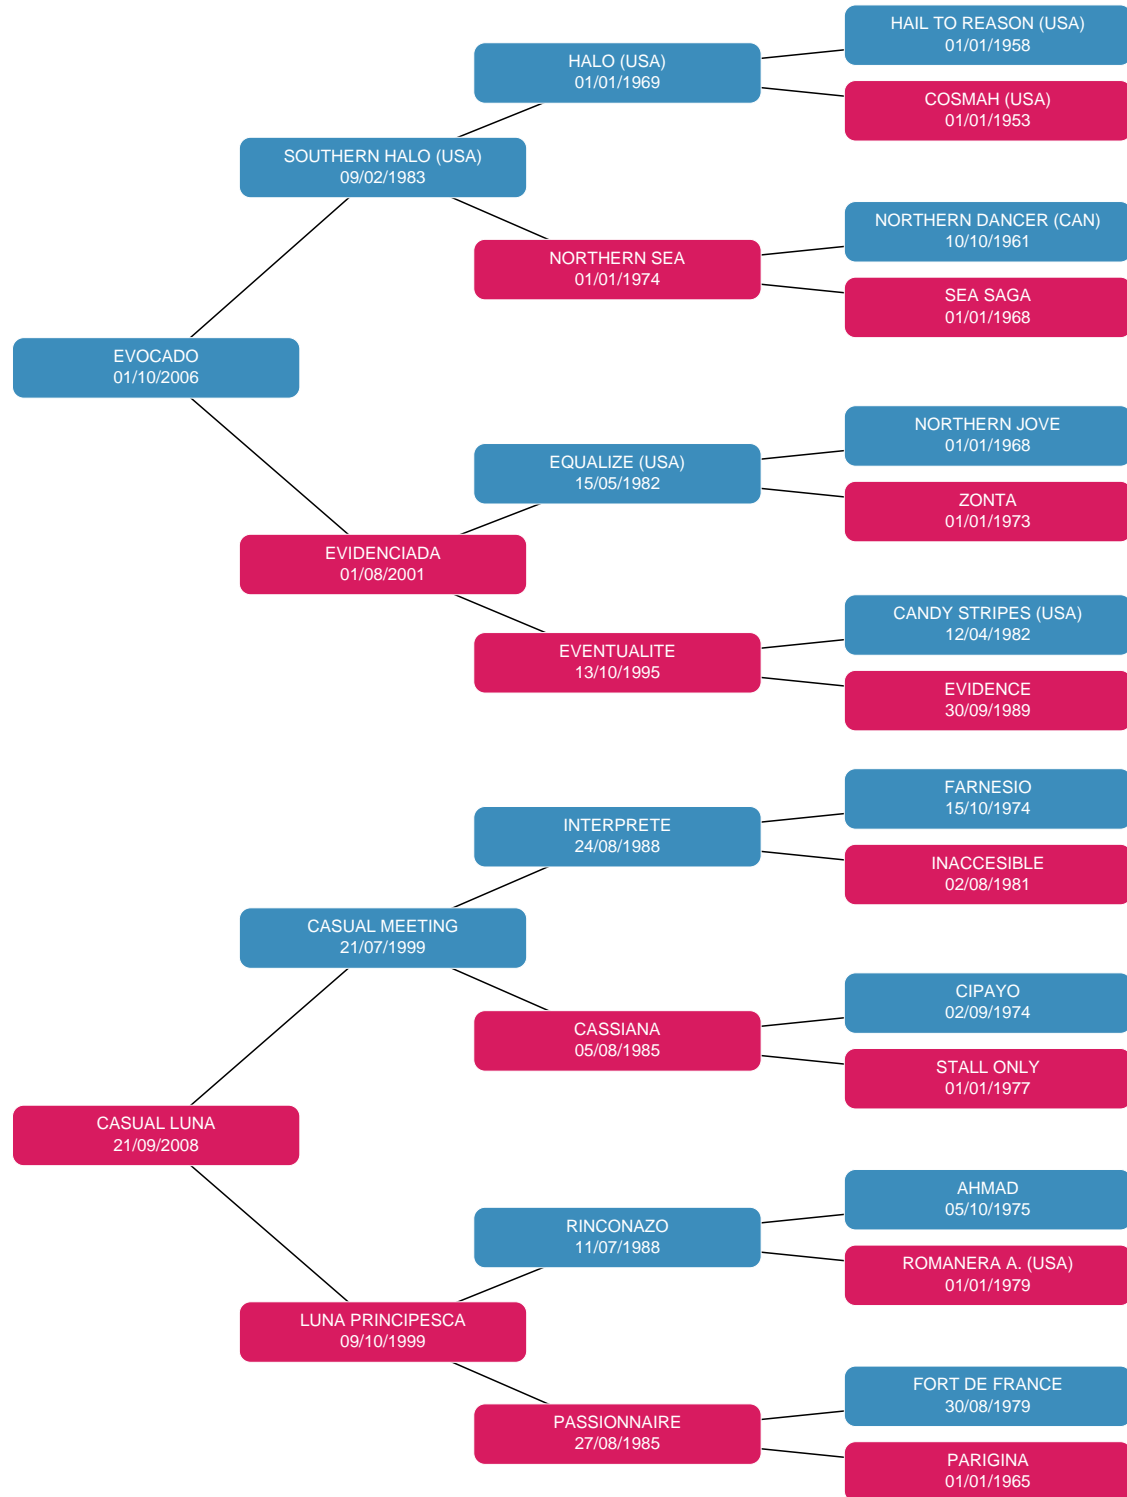 HAIL TO REASON (USA)
01/01/1958
HALO (USA)
01/01/1969
COSMAH (USA)
01/01/1953
SOUTHERN HALO (USA)
09/02/1983
NORTHERN DANCER (CAN)
10/10/1961
NORTHERN SEA
01/01/1974
SEA SAGA
01/01/1968
EVOCADO
01/10/2006
NORTHERN JOVE
01/01/1968
EQUALIZE (USA)
15/05/1982
ZONTA
01/01/1973
EVIDENCIADA
01/08/2001
CANDY STRIPES (USA)
12/04/1982
EVENTUALITE
13/10/1995
EVIDENCE
30/09/1989
FARNESIO
15/10/1974
INTERPRETE
24/08/1988
INACCESIBLE
02/08/1981
CASUAL MEETING
21/07/1999
CIPAYO
02/09/1974
CASSIANA
05/08/1985
STALL ONLY
01/01/1977
CASUAL LUNA
21/09/2008
AHMAD
05/10/1975
RINCONAZO
11/07/1988
ROMANERA A. (USA)
01/01/1979
LUNA PRINCIPESCA
09/10/1999
FORT DE FRANCE
30/08/1979
PASSIONNAIRE
27/08/1985
PARIGINA
01/01/1965